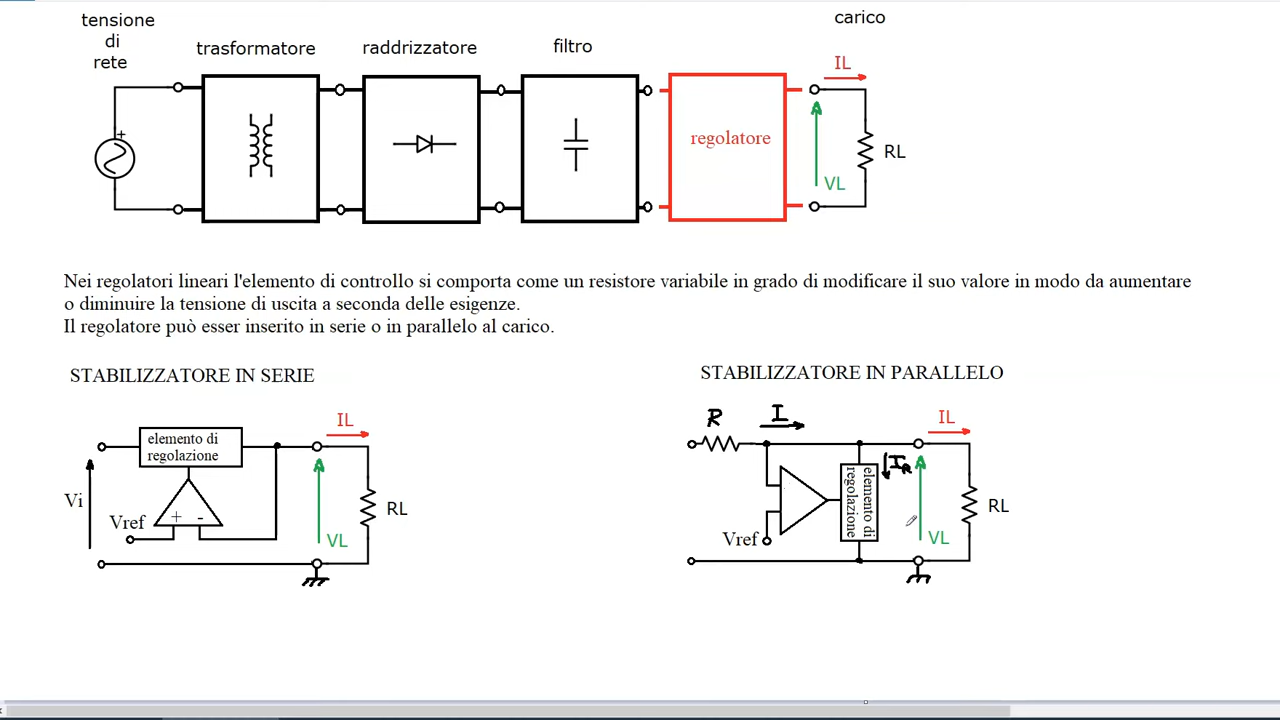 tensione
di
rete
trasformatore
raddrizzatore
filtro
carico
IL
regolatore
RL
VL
Nei regolatori lineari l'elemento di controllo si comporta come un resistore variabile in grado di modificare il suo valore in modo da aumentare
o diminuire la tensione di uscita a seconda delle esigenze.
Il regolatore può esser inserito in serie o in parallelo al carico.
STABILIZZATORE IN SERIE
elemento di
regolazione
IL
Vi
Vref
+ -
RL
VL
STABILIZZATORE IN PARALLELO
R
I
IL
IR
elemento di
regolazione
RL
Vref
VL